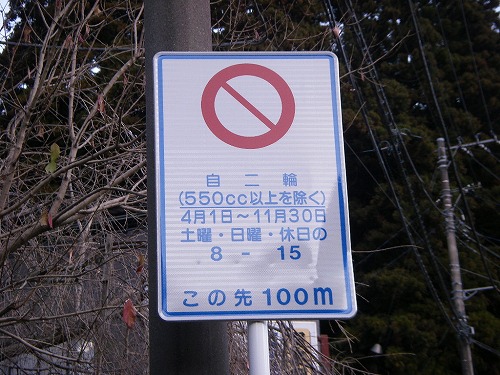 自二輪
(550cc以上を除く)
4月1日〜11月30日
土曜・日曜・休日の
8 - 15
この先100m